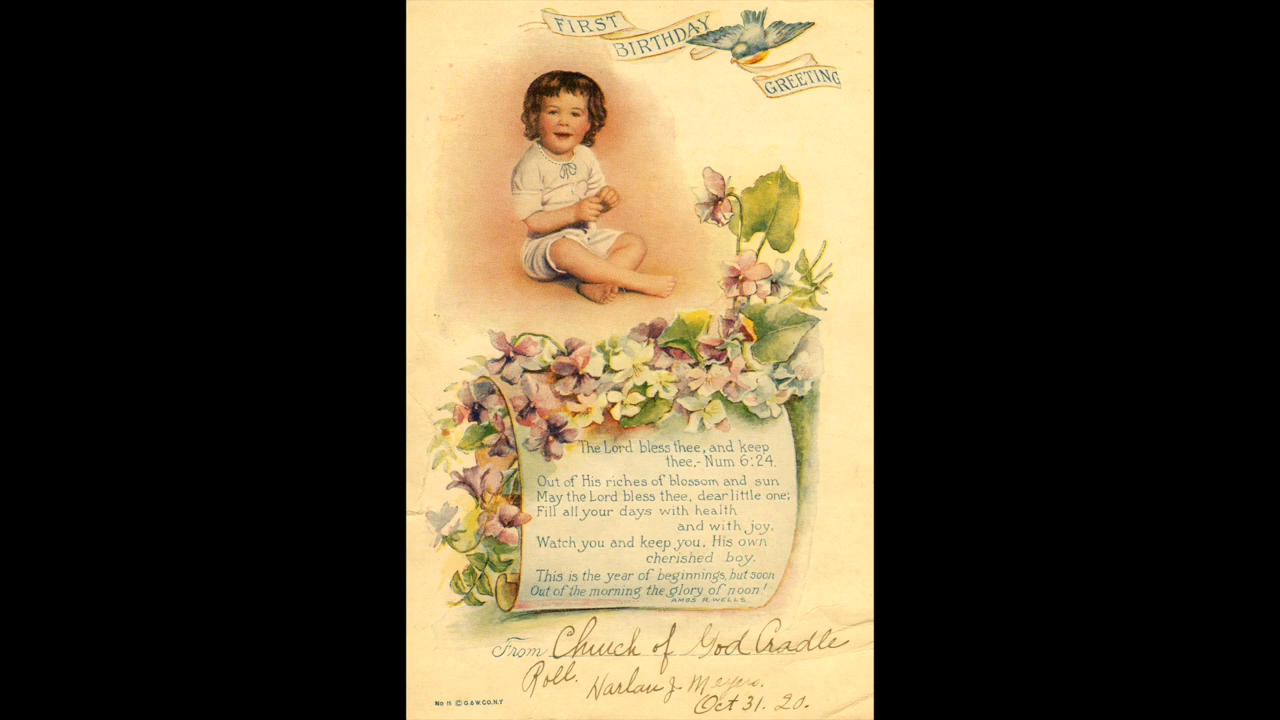 FIRST
BIRTHDAY
GREETING
The Lord bless thee, and keep
thee,- Num 6:24.
Out of His riches of blossom and sun
May the Lord bless thee, dear little one;
Fill all your days with health
and with joy,
Watch you and keep you, His own
cherished boy.
This is the year of beginnings, but soon
Out of the morning the glory of noon!
AMOS R. WELLS.
From Church of God Cradle
Roll. Harlan J. Meyers.
Oct 31. 20.
No 15 © G. & W. CO. N.Y